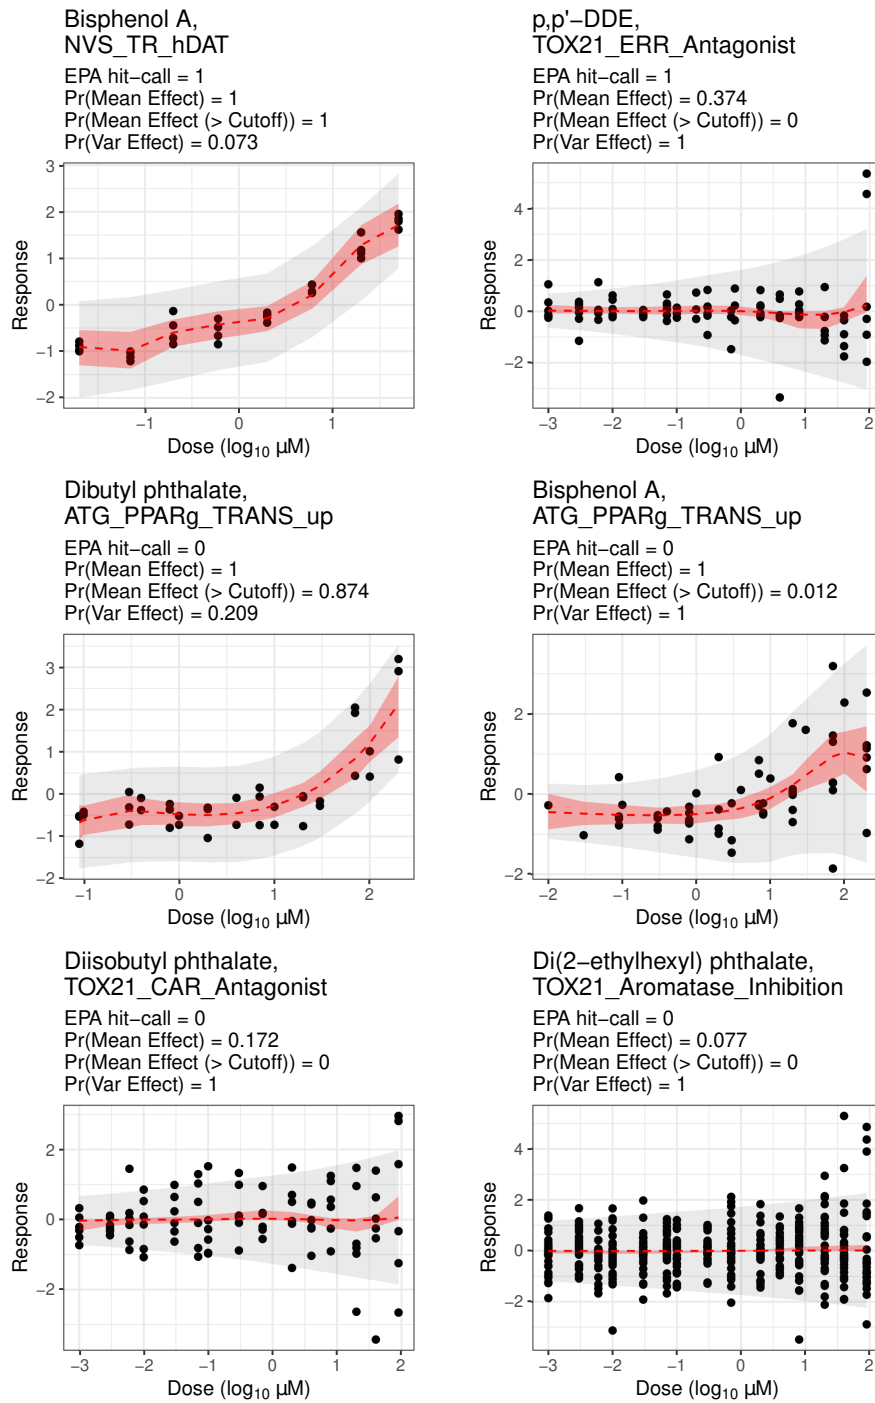 Bisphenol A,
NVS_TR_hDAT
EPA hit−call = 1
Pr(Mean Effect) = 1
Pr(Mean Effect (> Cutoff)) = 1
Pr(Var Effect) = 0.073
3
2
1
0
−1
−2
Response
−1
0
1
Dose (log10 μM)
p,p'−DDE,
TOX21_ERR_Antagonist
EPA hit−call = 1
Pr(Mean Effect) = 0.374
Pr(Mean Effect (> Cutoff)) = 0
Pr(Var Effect) = 1
4
2
0
−2
Response
−3
−2
−1
0
1
2
Dose (log10 μM)
Dibutyl phthalate,
ATG_PPARg_TRANS_up
EPA hit−call = 0
Pr(Mean Effect) = 1
Pr(Mean Effect (> Cutoff)) = 0.874
Pr(Var Effect) = 0.209
3
2
1
0
−1
−2
Response
−1
0
1
2
Dose (log10 μM)
Bisphenol A,
ATG_PPARg_TRANS_up
EPA hit−call = 0
Pr(Mean Effect) = 1
Pr(Mean Effect (> Cutoff)) = 0.012
Pr(Var Effect) = 1
2
0
−2
Response
−2
−1
0
1
2
Dose (log10 μM)
Diisobutyl phthalate,
TOX21_CAR_Antagonist
EPA hit−call = 0
Pr(Mean Effect) = 0.172
Pr(Mean Effect (> Cutoff)) = 0
Pr(Var Effect) = 1
2
0
−2
Response
−3
−2
−1
0
1
2
Dose (log10 μM)
Di(2−ethylhexyl) phthalate,
TOX21_Aromatase_Inhibition
EPA hit−call = 0
Pr(Mean Effect) = 0.077
Pr(Mean Effect (> Cutoff)) = 0
Pr(Var Effect) = 1
4
2
0
−2
Response
−3
−2
−1
0
1
2
Dose (log10 μM)